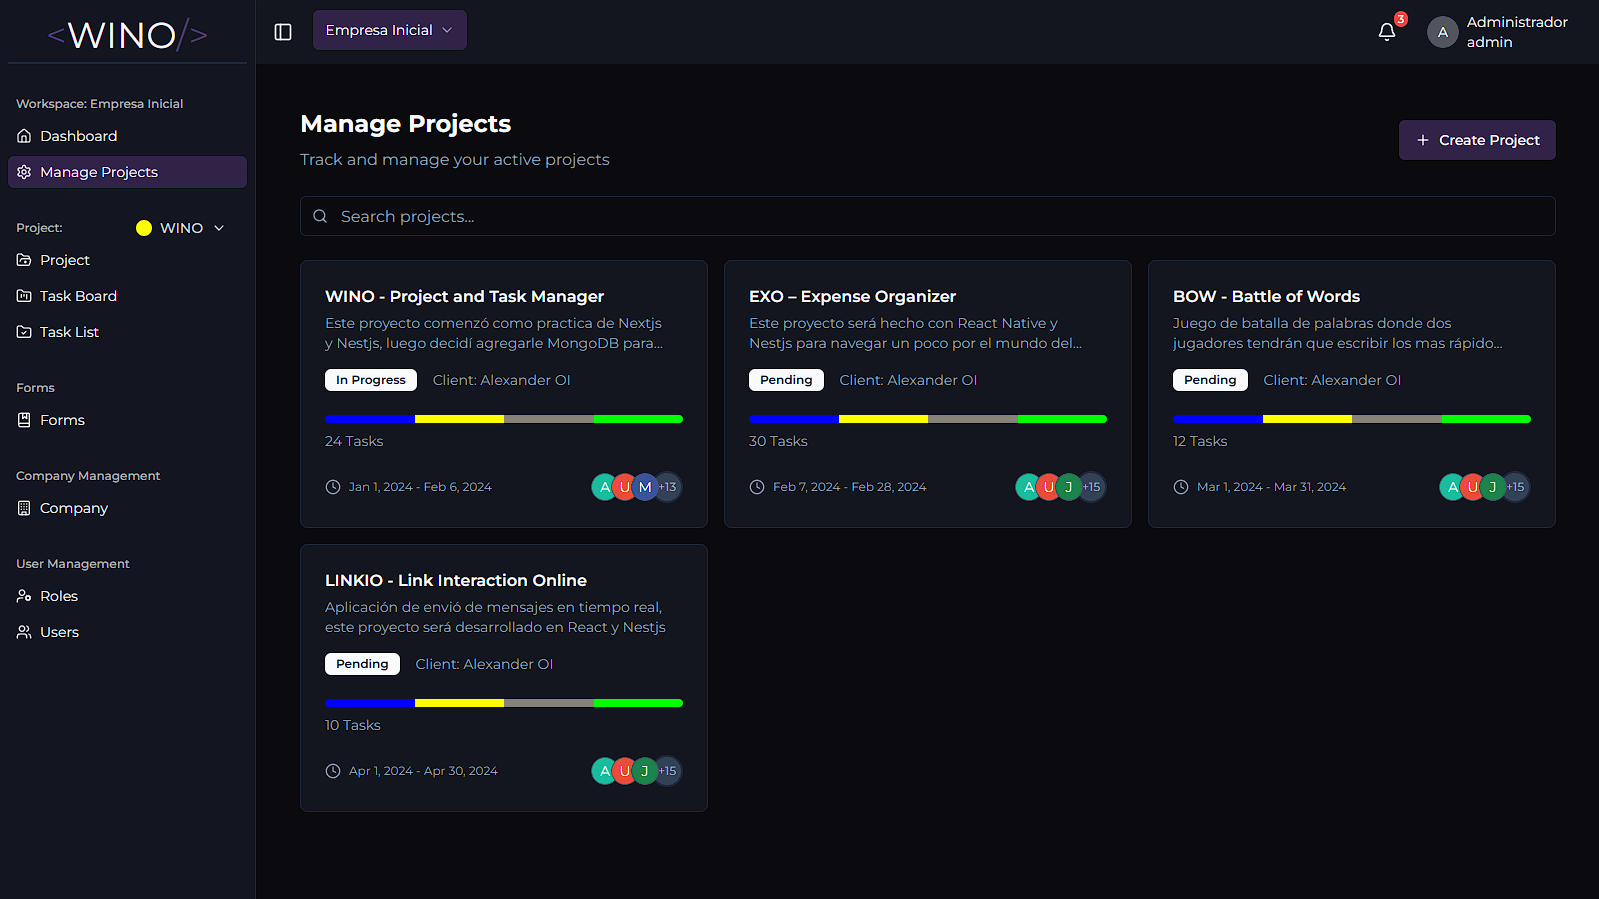 <WINO/>
Empresa Inicial
3
A
Administrador
admin
Workspace: Empresa Inicial
Dashboard
Manage Projects
Project:
WINO
Project
Task Board
Task List
Forms
Forms
Company Management
Company
User Management
Roles
Users
Manage Projects
Track and manage your active projects
+ Create Project
Search projects...
WINO - Project and Task Manager
Este proyecto comenzó como practica de Nextjs
y Nestjs, luego decidí agregarle MongoDB para...
In Progress
Client: Alexander Ol
24 Tasks
Jan 1, 2024 - Feb 6, 2024
A U M +13
EXO – Expense Organizer
Este proyecto será hecho con React Native y
Nestjs para navegar un poco por el mundo del...
Pending
Client: Alexander Ol
30 Tasks
Feb 7, 2024 - Feb 28, 2024
A U J +15
BOW - Battle of Words
Juego de batalla de palabras donde dos
jugadores tendrán que escribir los mas rápido...
Pending
Client: Alexander Ol
12 Tasks
Mar 1, 2024 - Mar 31, 2024
A U J +15
LINKIO - Link Interaction Online
Aplicación de envió de mensajes en tiempo real,
este proyecto será desarrollado en React y Nestjs
Pending
Client: Alexander Ol
10 Tasks
Apr 1, 2024 - Apr 30, 2024
A U J +15